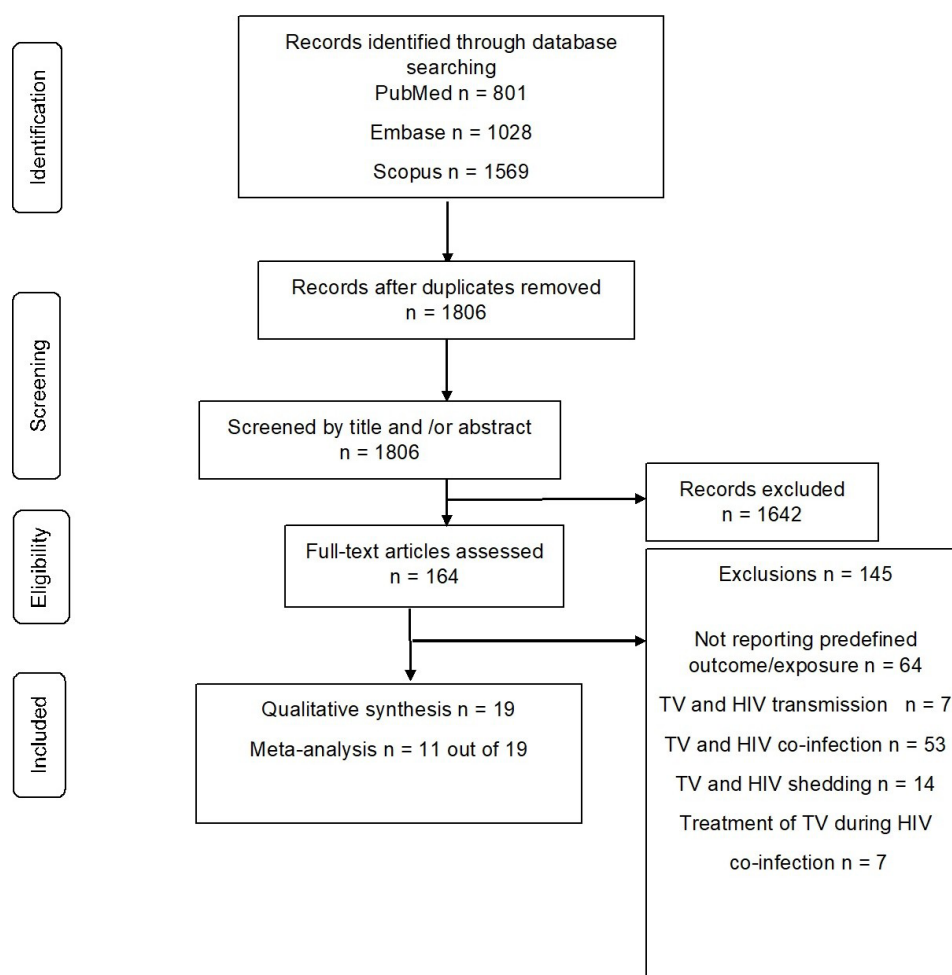 Identification
Records identified through database
searching
PubMed n = 801
Embase n = 1028
Scopus n = 1569
Records after duplicates removed
n = 1806
Screening
Screened by title and /or abstract
n = 1806
Records excluded
n = 1642
Eligibility
Full-text articles assessed
n = 164
Exclusions n = 145
Not reporting predefined
outcome/exposure n = 64
TV and HIV transmission n = 7
TV and HIV co-infection n = 53
TV and HIV shedding n = 14
Treatment of TV during HIV
co-infection n = 7
Included
Qualitative synthesis n = 19
Meta-analysis n = 11 out of 19